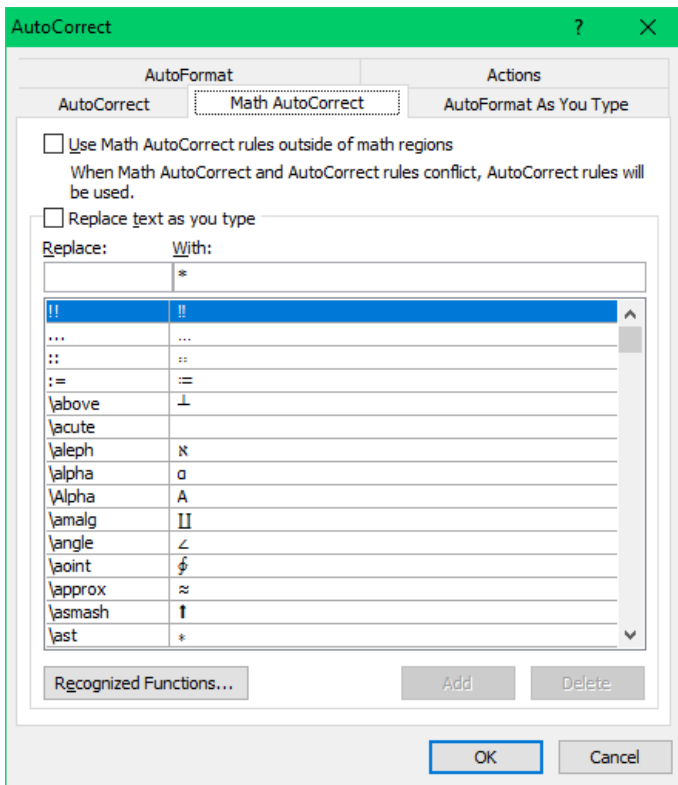 AutoCorrect ? ×
AutoFormat Actions
AutoCorrect Math AutoCorrect AutoFormat As You Type
Use Math AutoCorrect rules outside of math regions
When Math AutoCorrect and AutoCorrect rules conflict, AutoCorrect rules will
be used.
Replace text as you type
Replace: With:
*
!! ‼
... …
:: ∷
:= ≔
\above ┴
\acute
\aleph ℵ
\alpha α
\Alpha Α
\amalg ∐
\angle ∠
\aoint ∳
\approx ≈
\asmash ⬆
\ast ∗
Recognized Functions... Add Delete
OK Cancel